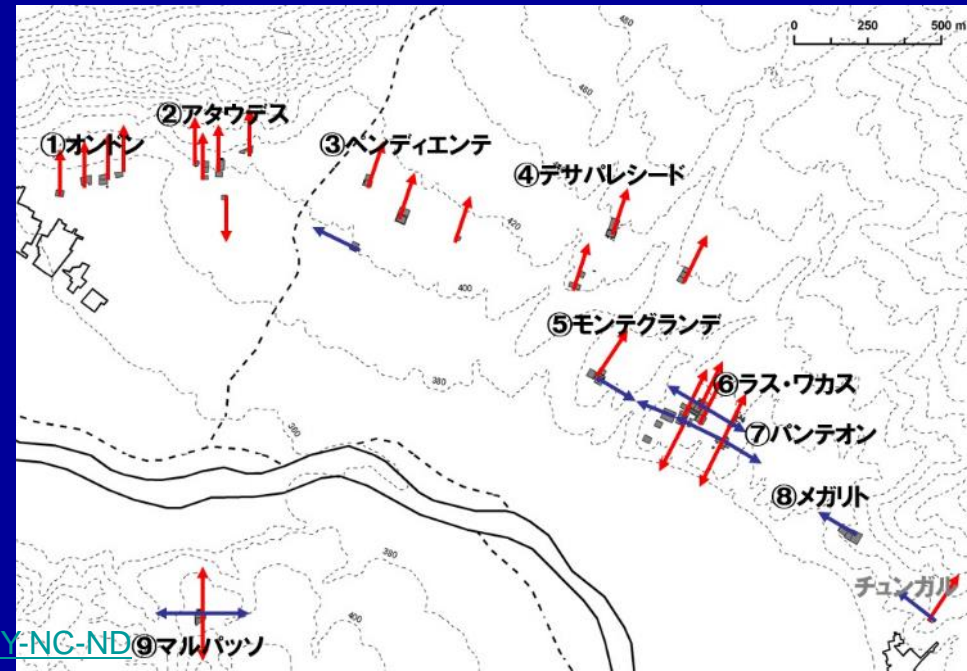 0 250 500 m
480
460
②アタウデス
①オンドン
③ペンディエンテ
④デサパレシード
420
400
⑤モンテグランデ
380
⑥ラス・ワカス
⑦パンテオン
360
⑧メガリト
380
チュンガル
400
Y-NC-ND
⑨マルパッソ